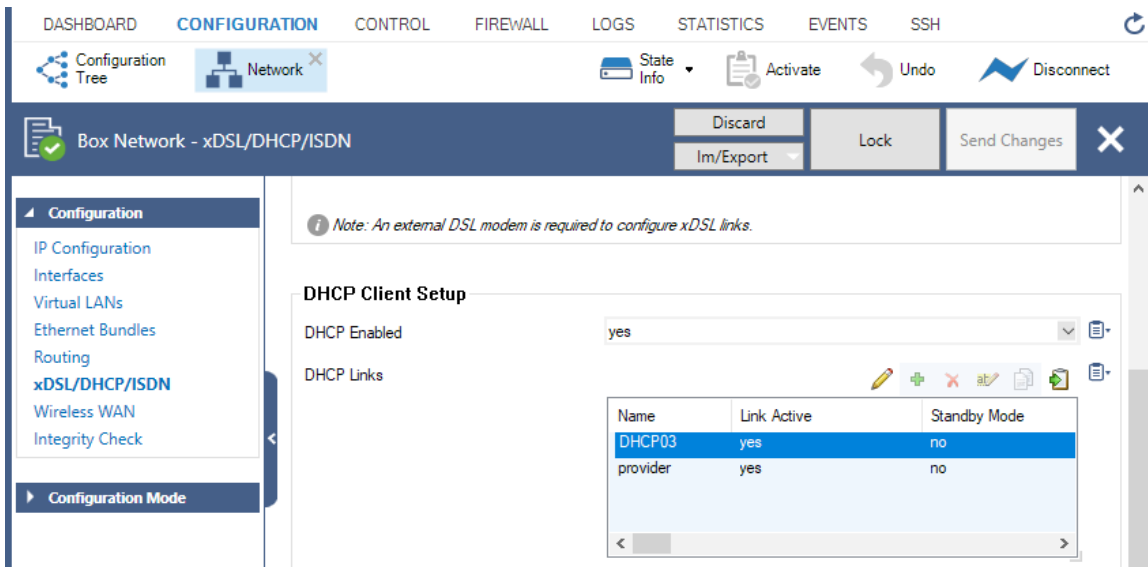 DASHBOARD CONFIGURATION CONTROL FIREWALL LOGS STATISTICS EVENTS SSH
Configuration Tree Network State Info Activate Undo Disconnect
Box Network - xDSL/DHCP/ISDN
Discard
Im/Export
Lock
Send Changes
Configuration
IP Configuration
Interfaces
Virtual LANs
Ethernet Bundles
Routing
xDSL/DHCP/ISDN
Wireless WAN
Integrity Check
Configuration Mode
Note: An external DSL modem is required to configure xDSL links.
DHCP Client Setup
DHCP Enabled yes
DHCP Links
Name Link Active Standby Mode
DHCP03 yes no
provider yes no